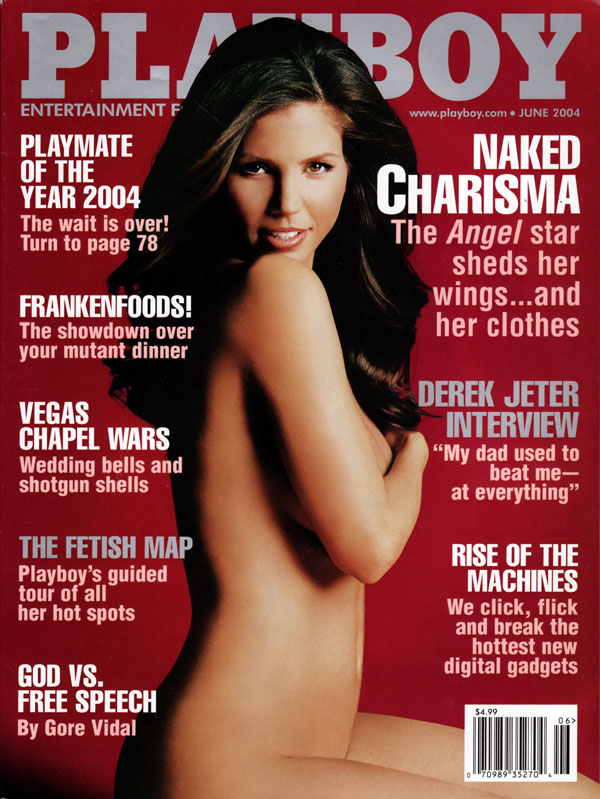 PLAYBOY
ENTERTAINMENT F
www.playboy.com • JUNE 2004
PLAYMATE
OF THE
YEAR 2004
The wait is over!
Turn to page 78
FRANKENFOODS!
The showdown over
your mutant dinner
VEGAS
CHAPEL WARS
Wedding bells and
shotgun shells
THE FETISH MAP
Playboy's guided
tour of all
her hot spots
GOD VS.
FREE SPEECH
By Gore Vidal
NAKED
CHARISMA
The Angel star
sheds her
wings...and
her clothes
DEREK JETER
INTERVIEW
“My dad used to
beat me—
at everything”
RISE OF THE
MACHINES
We click, flick
and break the
hottest new
digital gadgets
$4.99
06>
0 70989 35270 4